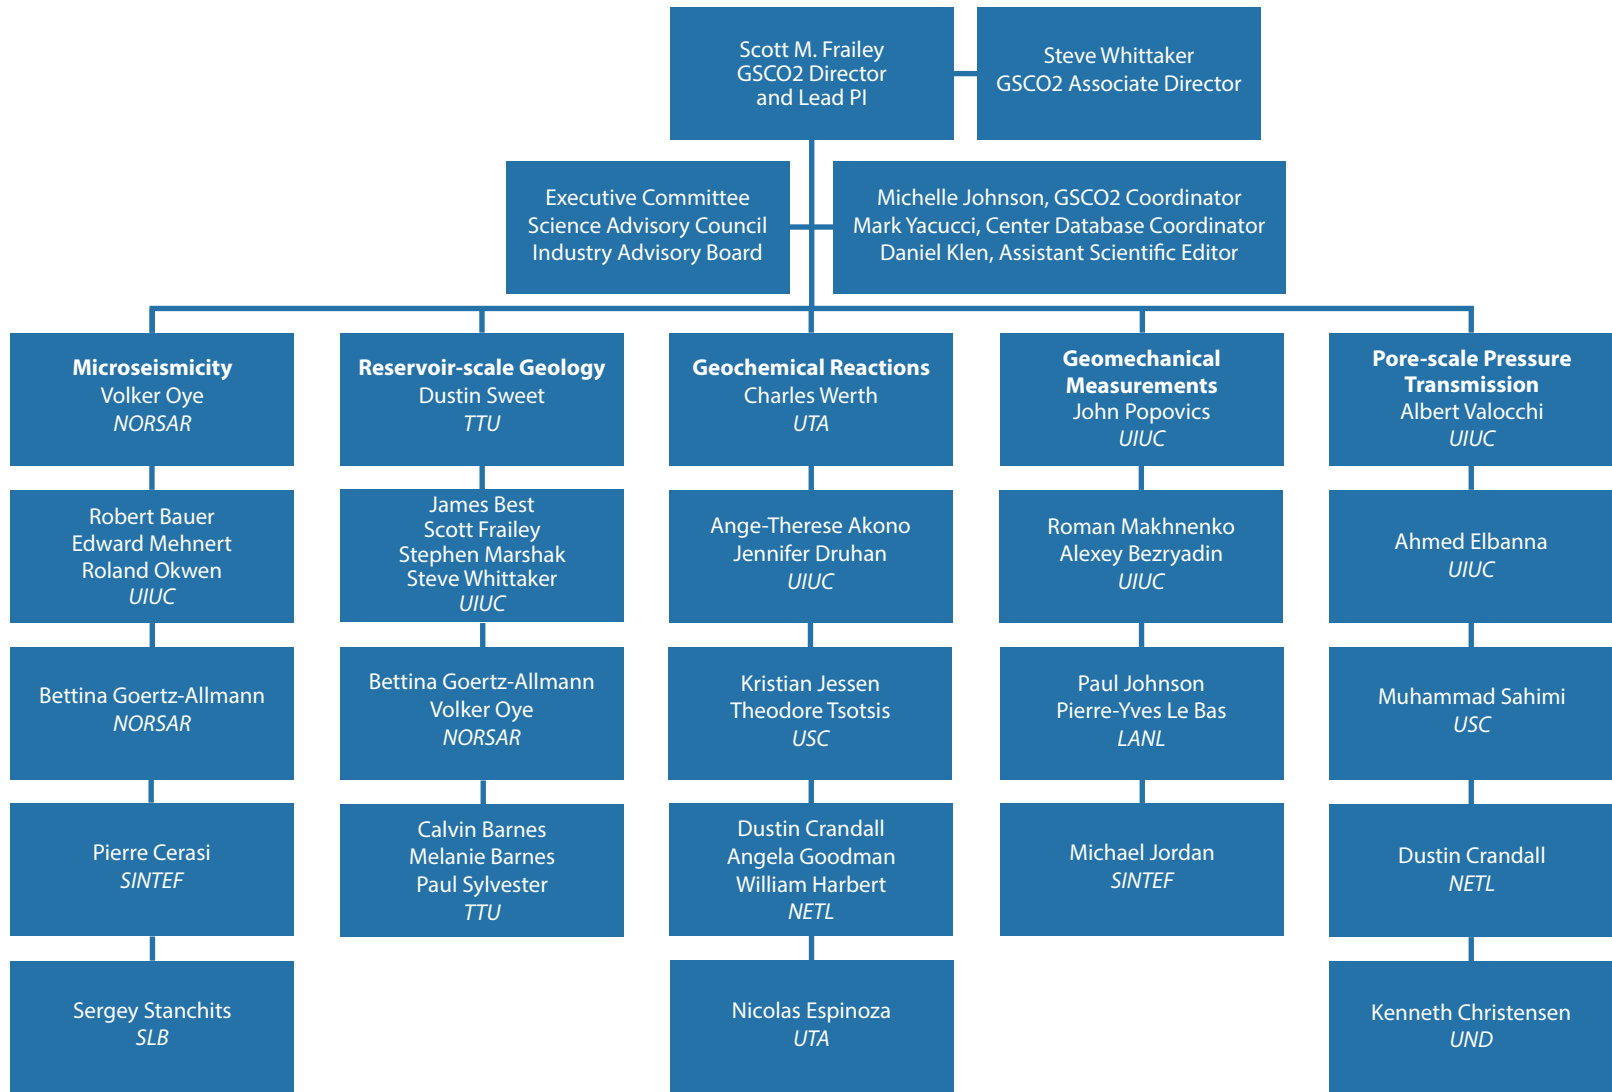 Scott M. Frailey
GSCO2 Director
and Lead PI
Steve Whittaker
GSCO2 Associate Director
Executive Committee
Science Advisory Council
Industry Advisory Board
Michelle Johnson, GSCO2 Coordinator
Mark Yacucci, Center Database Coordinator
Daniel Klen, Assistant Scientific Editor
Microseismicity
Volker Oye
NORSAR
Robert Bauer
Edward Mehnert
Roland Okwen
UIUC
Bettina Goertz-Allmann
NORSAR
Pierre Cerasi
SINTEF
Sergey Stanchits
SLB
Reservoir-scale Geology
Dustin Sweet
TTU
James Best
Scott Frailey
Stephen Marshak
Steve Whittaker
UIUC
Bettina Goertz-Allmann
Volker Oye
NORSAR
Calvin Barnes
Melanie Barnes
Paul Sylvester
TTU
Geochemical Reactions
Charles Werth
UTA
Ange-Therese Akono
Jennifer Druhan
UIUC
Kristian Jessen
Theodore Tsotsis
USC
Dustin Crandall
Angela Goodman
William Harbert
NETL
Nicolas Espinoza
UTA
Geomechanical
Measurements
John Popovics
UIUC
Roman Makhnenko
Alexey Bezryadin
UIUC
Paul Johnson
Pierre-Yves Le Bas
LANL
Michael Jordan
SINTEF
Pore-scale Pressure
Transmission
Albert Valocchi
UIUC
Ahmed Elbanna
UIUC
Muhammad Sahimi
USC
Dustin Crandall
NETL
Kenneth Christensen
UND